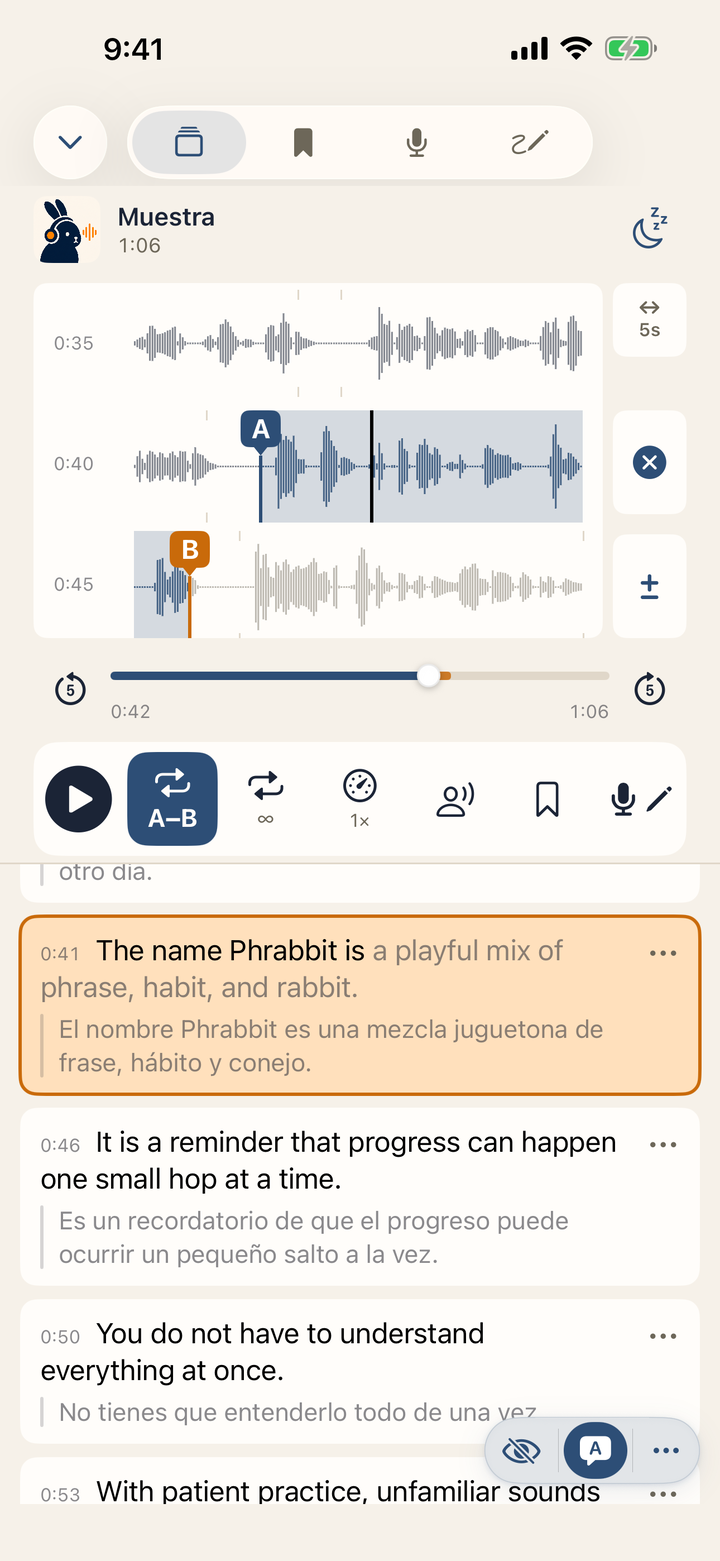 9:41
Muestra
1:06
zzz
0:35
5s
A
0:40
B
0:45
±
5
5
0:42
1:06
A–B
∞
1×
otro día.
0:41 The name Phrabbit is a playful mix of
phrase, habit, and rabbit.
El nombre Phrabbit es una mezcla juguetona de
frase, hábito y conejo.
0:46 It is a reminder that progress can happen
one small hop at a time.
Es un recordatorio de que el progreso puede
ocurrir un pequeño salto a la vez.
0:50 You do not have to understand
everything at once.
No tienes que entenderlo todo de una vez
A
0:53 With patient practice, unfamiliar sounds